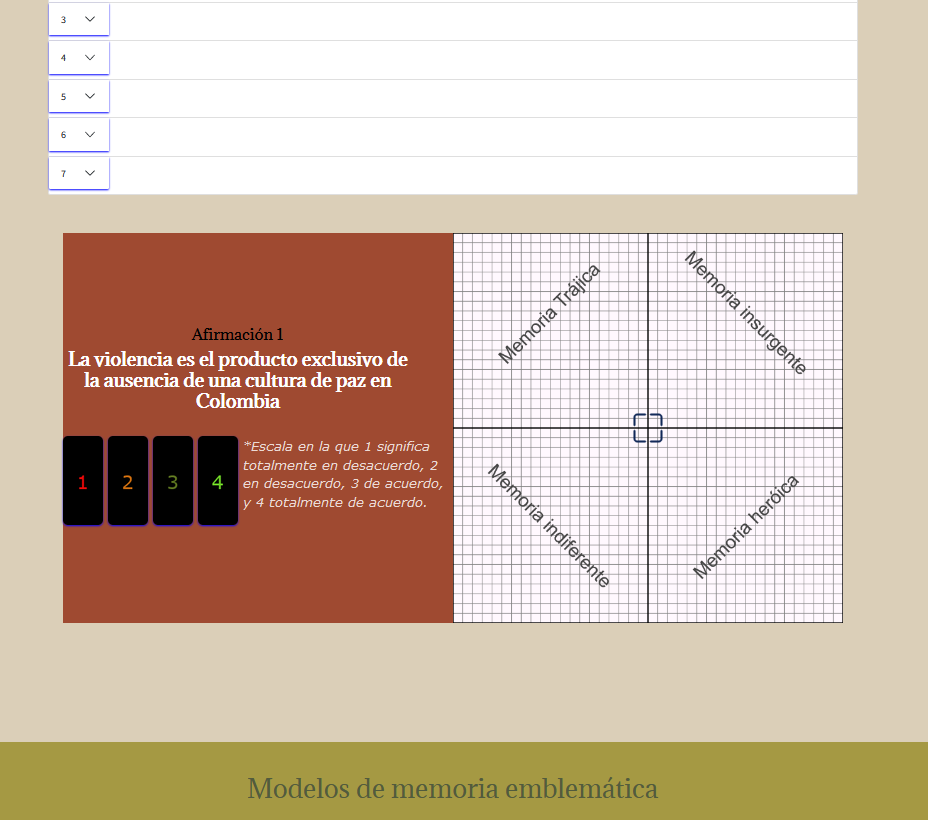 3
4
5
6
7
Afirmación 1
La violencia es el producto exclusivo de
la ausencia de una cultura de paz en
Colombia
1 2 3 4
*Escala en la que 1 significa
totalmente en desacuerdo, 2
en desacuerdo, 3 de acuerdo,
y 4 totalmente de acuerdo.
Memoria Trájica
Memoria insurgente
Memoria indiferente
Memoria heróica
Modelos de memoria emblemática